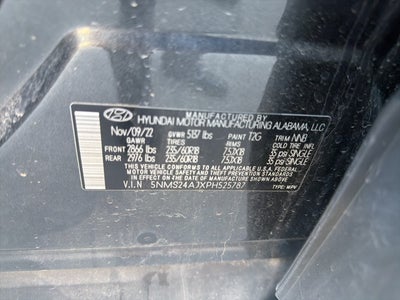 MANUFACTURED BY
HYUNDAI MOTOR MANUFACTURING ALABAMA, LLC
Nov/09/22 GVWR 5187 lbs PAINT T2G TRIM NNB
GAWR TIRES RIMS COLD TIRE PR.
FRONT 2866 lbs 235/60R18 7.5JX18 35 psi SINGLE
REAR 2976 lbs 235/60R18 7.5JX18 35 psi SINGLE
THIS VEHICLE CONFORMS TO ALL APPLICABLE U.S. FEDERAL MOTOR
VEHICLE SAFETY AND THEFT PREVENTION STANDARDS IN EFFECT ON
THE DATE OF MANUFACTURE SHOWN ABOVE.
V.I.N 5NMS24AJXPH525787 TYPE: MPV